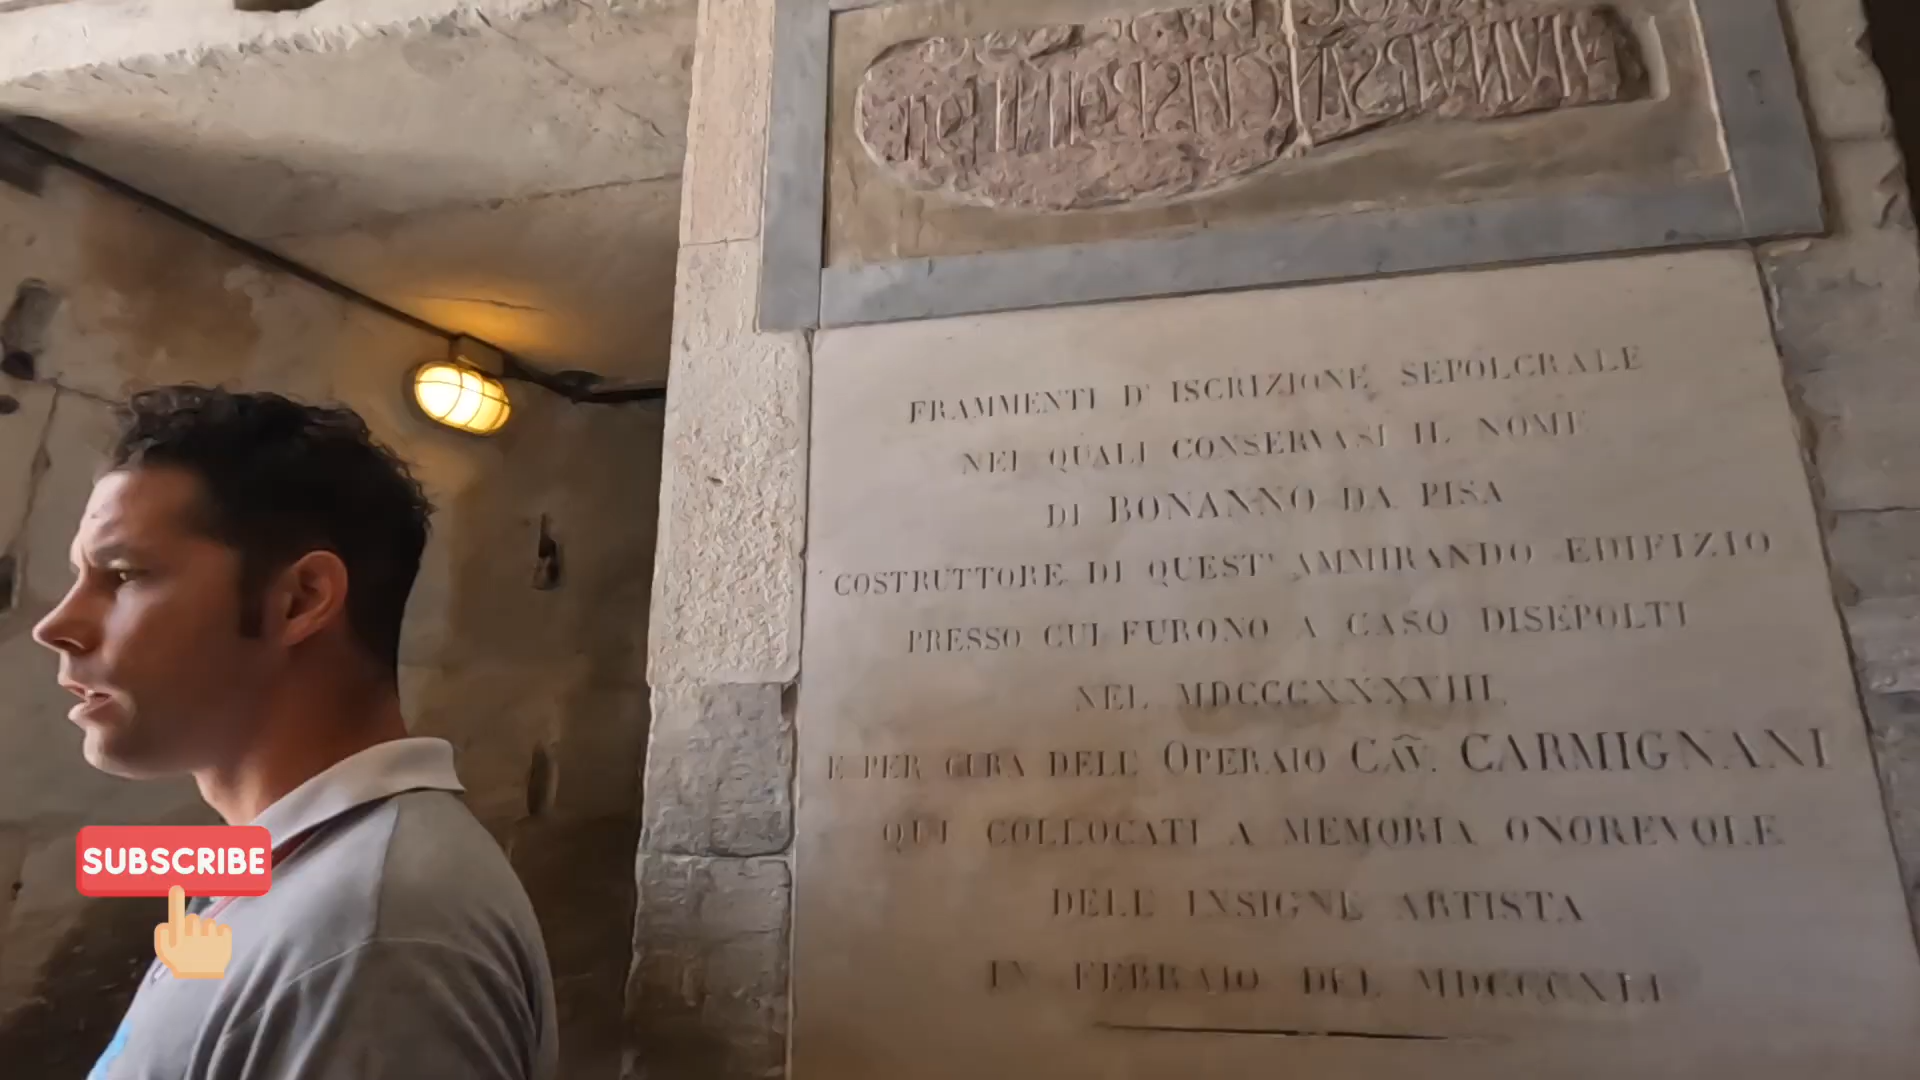 FRAMMENTI D' ISCRIZIONE SEPOLCRALE
NEI QUALI CONSERVASI IL NOME
DI BONANNO DA PISA
COSTRUTTORE DI QUEST' AMMIRANDO EDIFIZIO
PRESSO CUI FURONO A CASO DISEPOLTI
NEL MDCCCXXXVIII.
E PER CURA DELL' OPERAIO CAV. CARMIGNANI
QUI COLLOCATI A MEMORIA ONOREVOLE
DELL' INSIGNE ARTISTA
IN FEBBRAIO DEL MDCCCXLI
SUBSCRIBE